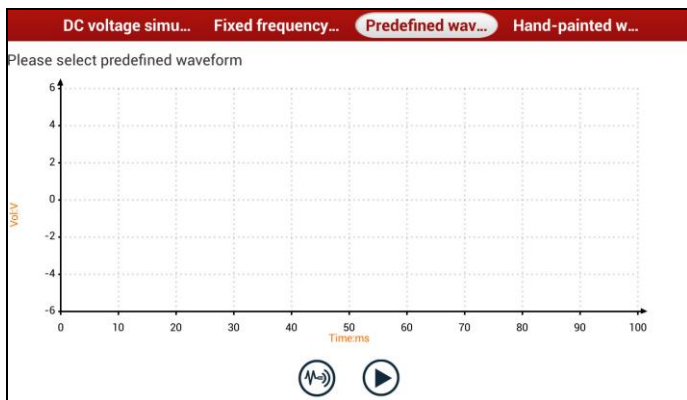 DC voltage simu... Fixed frequency... Predefined wav... Hand-painted w...
Please select predefined waveform
6
4
2
0
-2
-4
-6
Vol:V
0 10 20 30 40 50 60 70 80 90 100
Time:ms